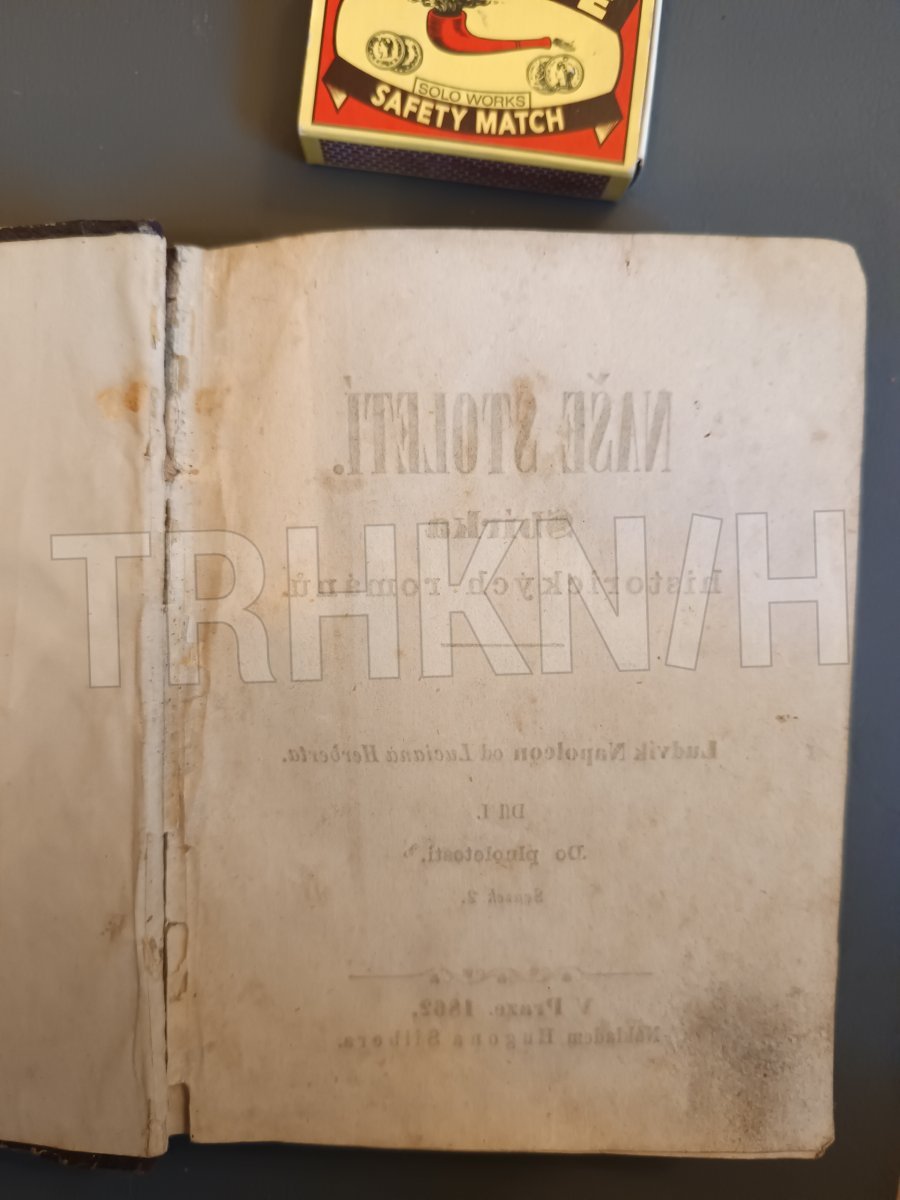 SOLO WORKS
SAFETY MATCH
NAŠE STOLETÍ.
Sbírka
historických románů.
TRHKNIH
Ludvík Napoleon od Luciana Herberta.
Díl I.
Do plnoletosti.
Sešit 2.
V Praze. 1862.
Nákladem Hugona Silbera.